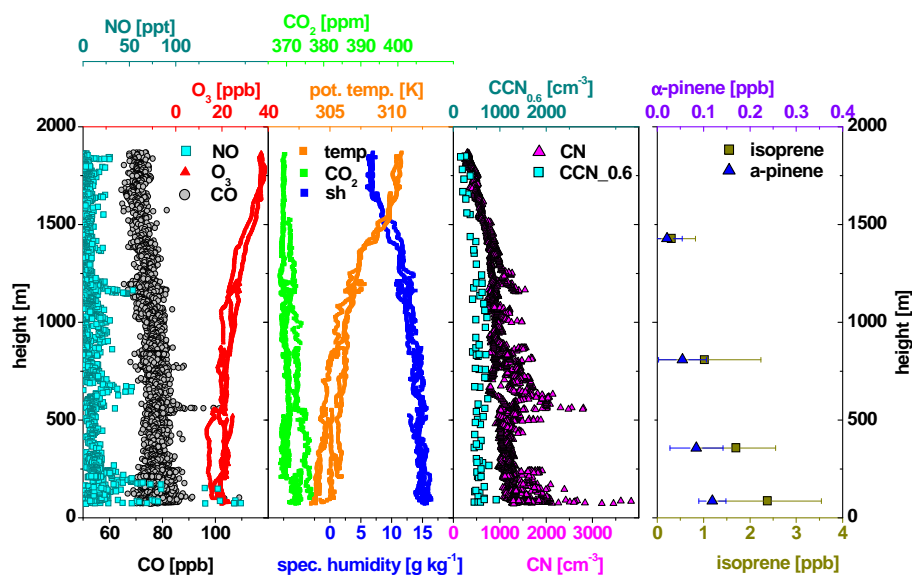 NO [ppt]
0 50 100
CO2 [ppm]
370 380 390 400
O3 [ppb]
0 20 40
pot. temp. [K]
305 310
CCN0.6 [cm-3]
0 1000 2000
α-pinene [ppb]
0.0 0.1 0.2 0.3 0.4
height [m]
2000
1500
1000
500
0
NO
O3
CO
temp
CO2
sh
CN
CCN_0.6
isoprene
a-pinene
2000
1500
1000
500
0
height [m]
60 80 100
CO [ppb]
0 5 10 15
spec. humidity [g kg-1]
0 1000 2000 3000
CN [cm-3]
0 1 2 3 4
isoprene [ppb]